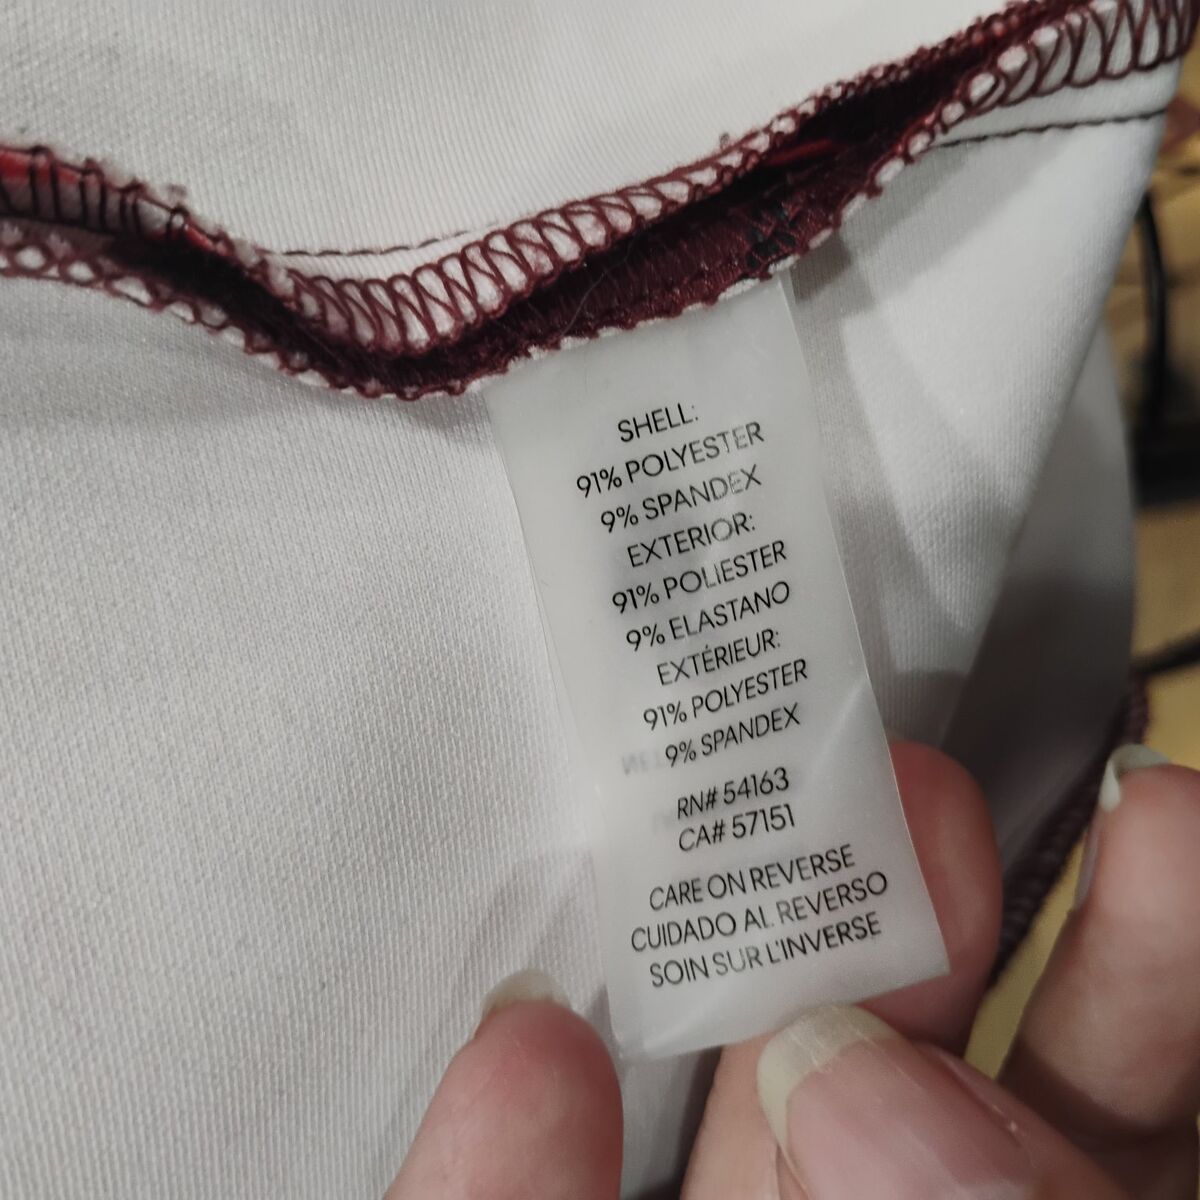 SHELL:
91% POLYESTER
9% SPANDEX
EXTERIOR:
91% POLIESTER
9% ELASTANO
EXTÉRIEUR:
91% POLYESTER
9% SPANDEX
RN# 54163
CA# 57151
CARE ON REVERSE
CUIDADO AL REVERSO
SOIN SUR L'INVERSE